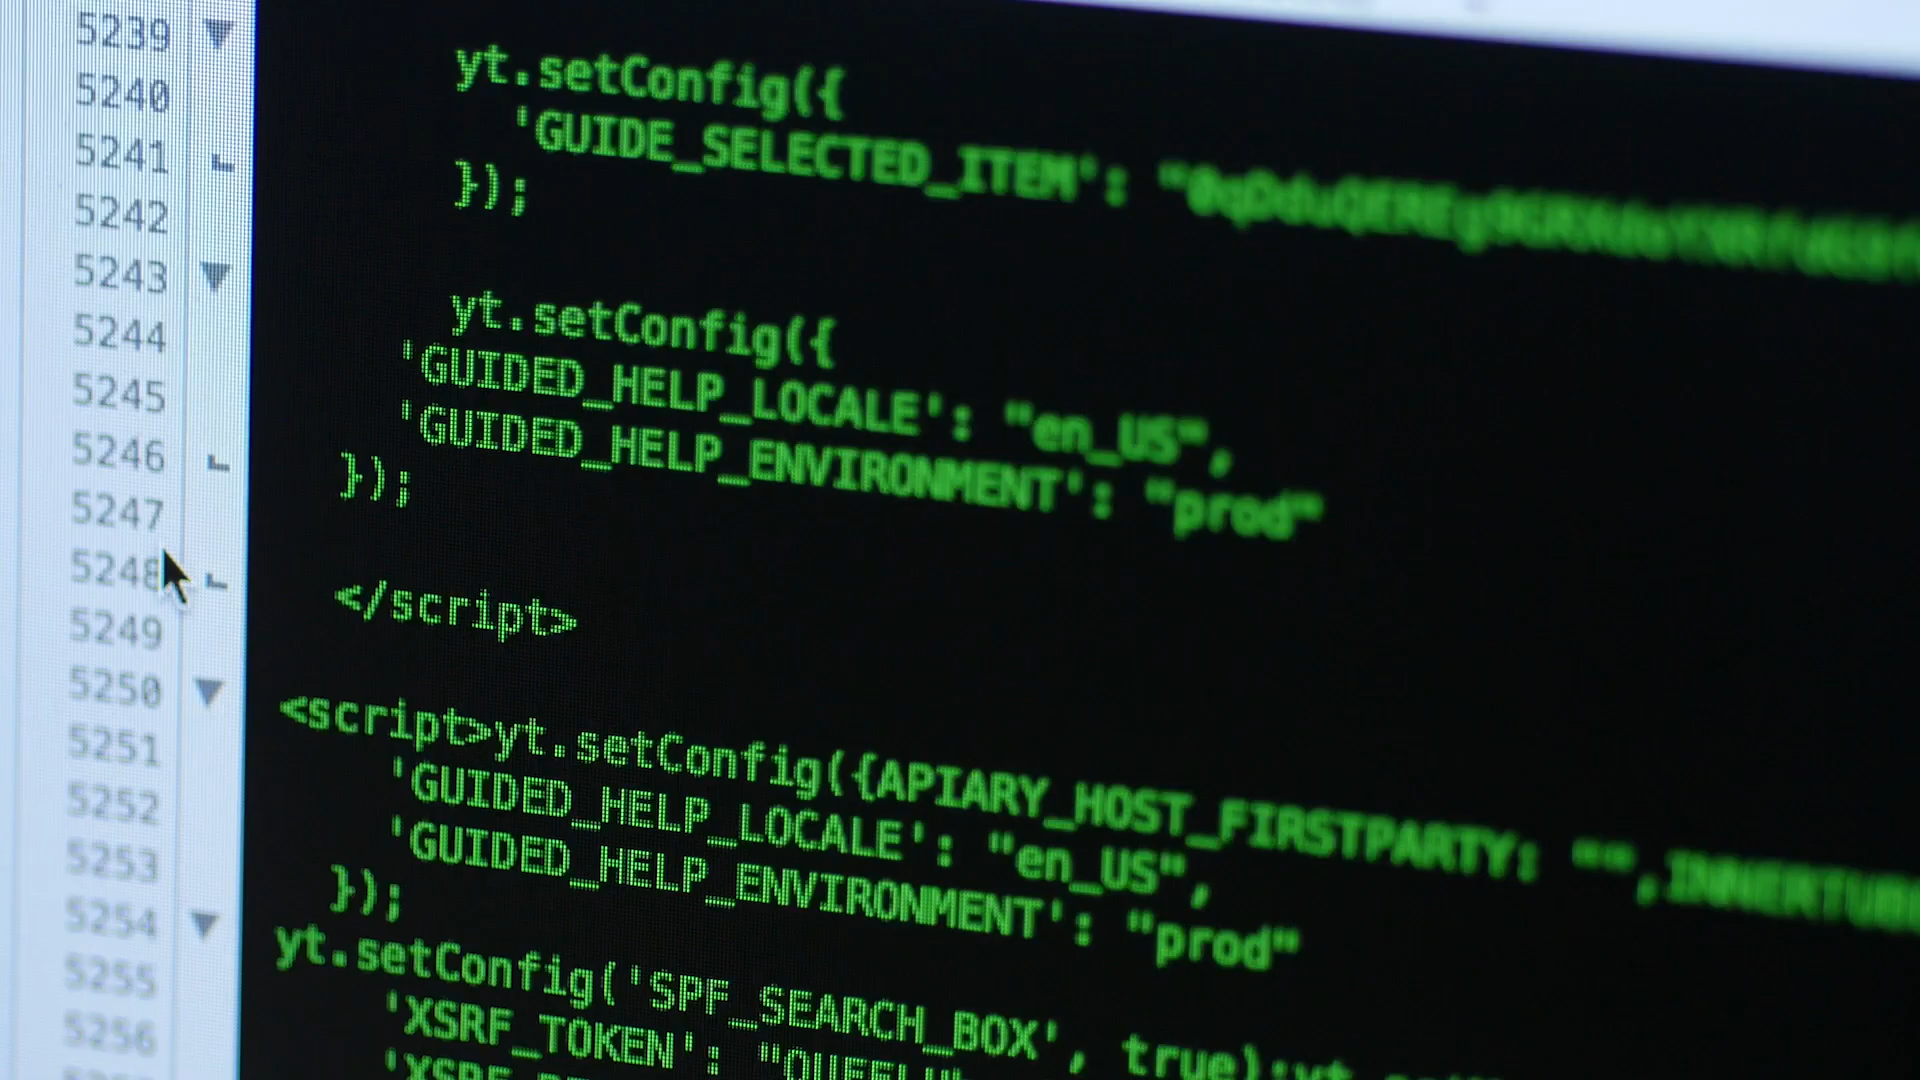 5239
5240 yt.setConfig({
5241 'GUIDE_SELECTED_ITEM':
5242 });
5243
5244 yt.setConfig({
5245 'GUIDED_HELP_LOCALE': "en_US",
5246 'GUIDED_HELP_ENVIRONMENT': "prod"
5247 });
5248
5249 </script>
5250
5251 <script>yt.setConfig({APIARY_HOST_FIRSTPARTY: "",
5252 'GUIDED_HELP_LOCALE': "en_US",
5253 'GUIDED_HELP_ENVIRONMENT': "prod"
5254 });
5255 yt.setConfig('SPF_SEARCH_BOX', true);
5256 'XSRF_TOKEN':